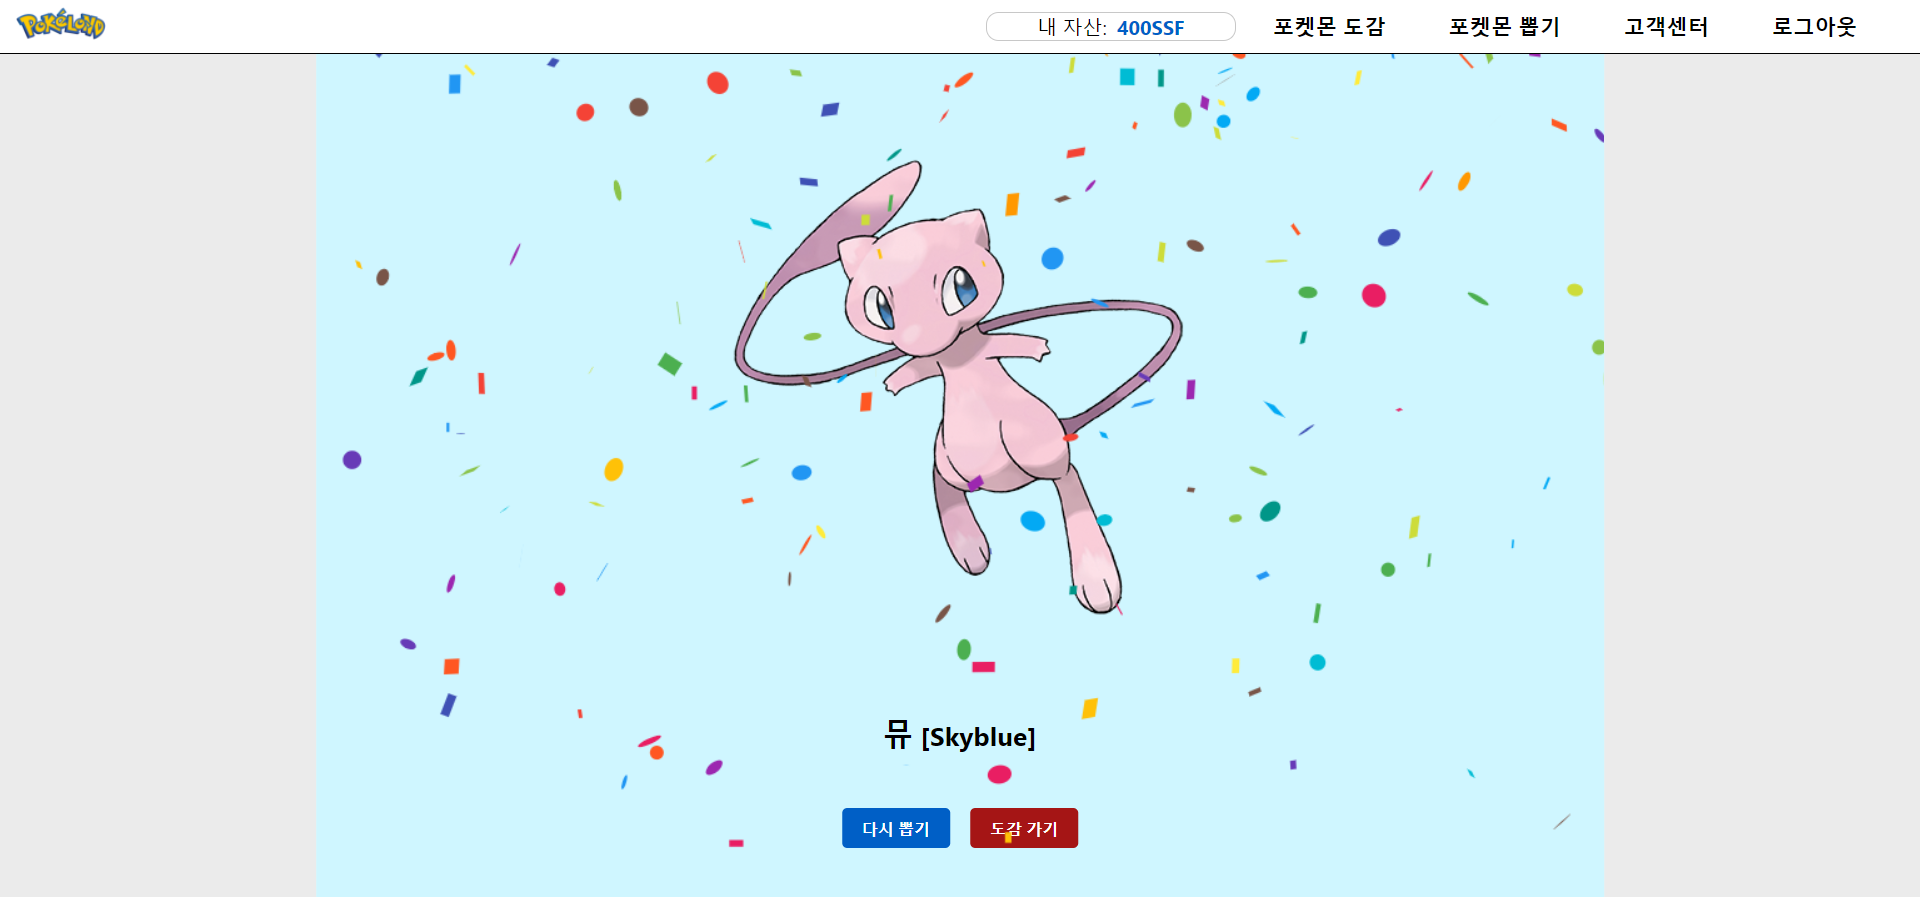 PokéLand
내 자산: 400SSF 포켓몬 도감 포켓몬 뽑기 고객센터 로그아웃
뮤 [Skyblue]
다시 뽑기 도감 가기